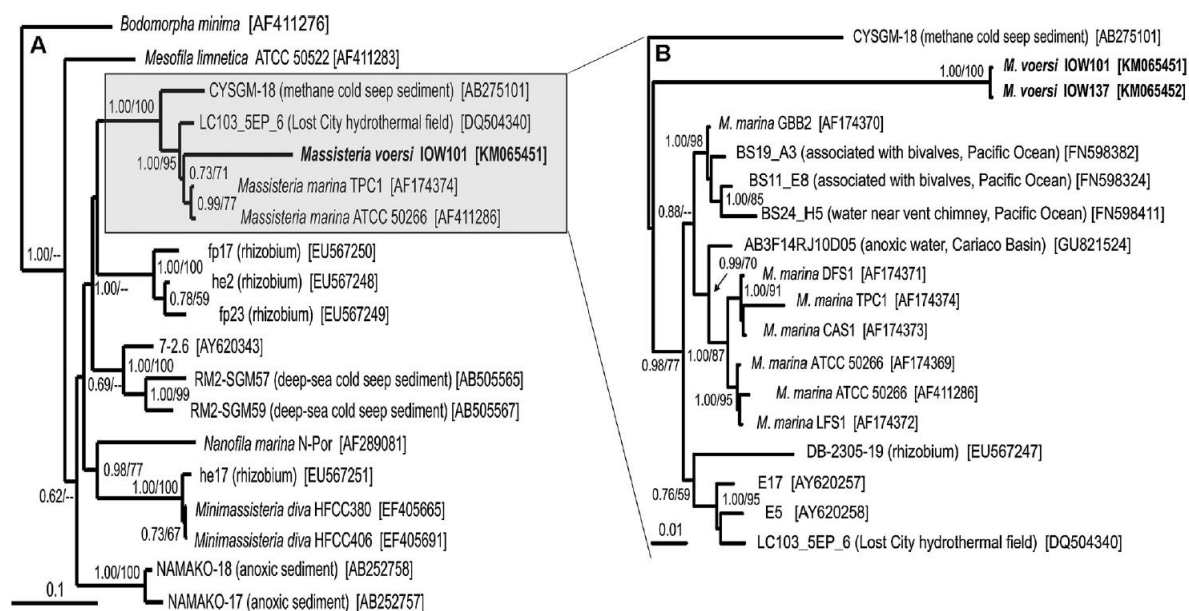 A
Bodomorpha minima [AF411276]
Mesofila limnetica ATCC 50522 [AF411283]
1.00/100
CYSGM-18 (methane cold seep sediment) [AB275101]
LC103_5EP_6 (Lost City hydrothermal field) [DQ504340]
1.00/95
Massisteria voersi IOW101 [KM065451]
0.73/71
Massisteria marina TPC1 [AF174374]
0.99/77
Massisteria marina ATCC 50266 [AF411286]
1.00/--
fp17 (rhizobium) [EU567250]
1.00/100
1.00/--
he2 (rhizobium) [EU567248]
0.78/59
fp23 (rhizobium) [EU567249]
7-2.6 [AY620343]
1.00/100
0.69/--
RM2-SGM57 (deep-sea cold seep sediment) [AB505565]
1.00/99
RM2-SGM59 (deep-sea cold seep sediment) [AB505567]
Nanofila marina N-Por [AF289081]
0.98/77
he17 (rhizobium) [EU567251]
1.00/100
0.62/--
Minimassisteria diva HFCC380 [EF405665]
0.73/67
Minimassisteria diva HFCC406 [EF405691]
1.00/100
NAMAKO-18 (anoxic sediment) [AB252758]
0.1
NAMAKO-17 (anoxic sediment) [AB252757]
B
CYSGM-18 (methane cold seep sediment) [AB275101]
M. voersi IOW101 [KM065451]
1.00/100
M. voersi IOW137 [KM065452]
M. marina GBB2 [AF174370]
1.00/98
BS19_A3 (associated with bivalves, Pacific Ocean) [FN598382]
BS11_E8 (associated with bivalves, Pacific Ocean) [FN598324]
1.00/85
0.88/--
BS24_H5 (water near vent chimney, Pacific Ocean) [FN598411]
AB3F14RJ10D05 (anoxic water, Cariaco Basin) [GU821524]
0.99/70
M. marina DFS1 [AF174371]
1.00/91
M. marina TPC1 [AF174374]
M. marina CAS1 [AF174373]
1.00/87
0.98/77
M. marina ATCC 50266 [AF174369]
M. marina ATCC 50266 [AF411286]
1.00/95
M. marina LFS1 [AF174372]
DB-2305-19 (rhizobium) [EU567247]
0.76/59
E17 [AY620257]
1.00/95
E5 [AY620258]
0.01
LC103_5EP_6 (Lost City hydrothermal field) [DQ504340]